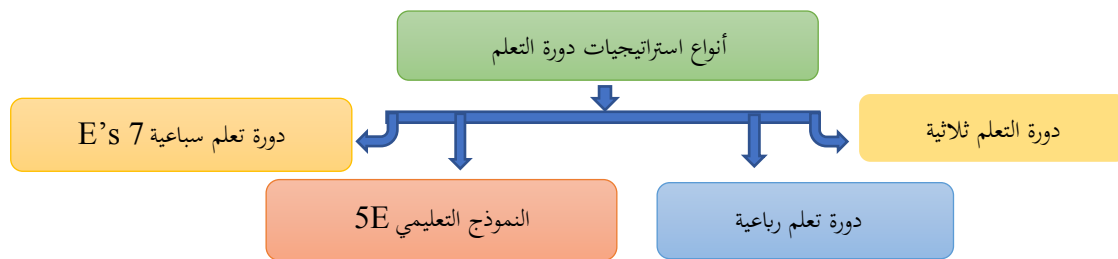 أنواع استراتيجيات دورة التعلم
دورة التعلم ثلاثية
دورة تعلم رباعية
النموذج التعليمي 5E
دورة تعلم سباعية 7 E’s